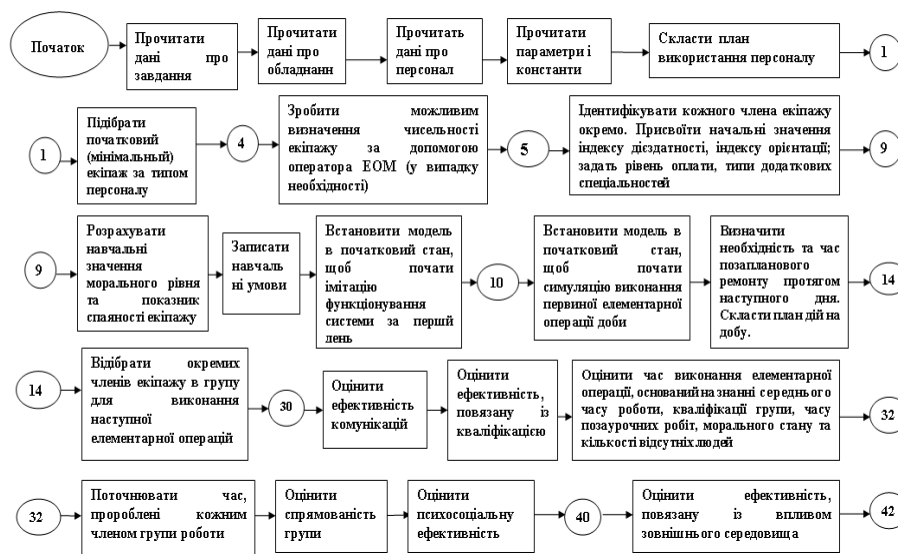 Початок
Прочитати
дані про
завдання
Прочитати
дані про
обладнанн
Прочитать
дані про
персонал
Прочитати
параметри і
константи
Скласти план
використання персоналу
1
1
Підібрати
початковий
(мінімальный)
екіпаж за типом
персоналу
4
Зробити можливим
визначення чисельності
екіпажу за допомогою
оператора ЕОМ (у випадку
необхідності)
5
Ідентифікувати кожного члена екіпажу
окремо. Присвоїти начальні значення
індексу дієздатності, індексу орієнтації;
задать рівень оплати, типи додаткових
спеціальностей
9
9
Розрахувати
навчальні
значення
морального рівня
та показник
спаяності екіпажу
Записати
навчаль
ні умови
Встановити модель
в початковий стан,
щоб почати
імітацію
функціонування
системи за першй
день
10
Встановити модель в
початковий стан,
щоб почати
симуляцію виконання
первиної елементарної
операції доби
Визначити
необхідність та час
позапланового
ремонту протягом
наступного дня.
Скласти план дій на
добу.
14
14
Відібрати окремих
членів екіпажу в групу
для виконання
наступної
елементарної операцій
30
Оцінити
ефективність
комунікацій
Оцінити
ефективність,
повязану із
кваліфікацією
Оцінити час виконання елементарної
операції, оснований на знанні середнього
часу роботи, кваліфікації групи, часу
позаурочних робіт, морального стану та
кількості відсутніх людей
32
32
Поточнювати час,
пророблені кожним
членом групи роботи
Оцінити
спрямованість
групи
Оцінити
психосоціальну
ефективність
40
Оцінити ефективність,
повязану із впливом
зовнішнього середовища
42